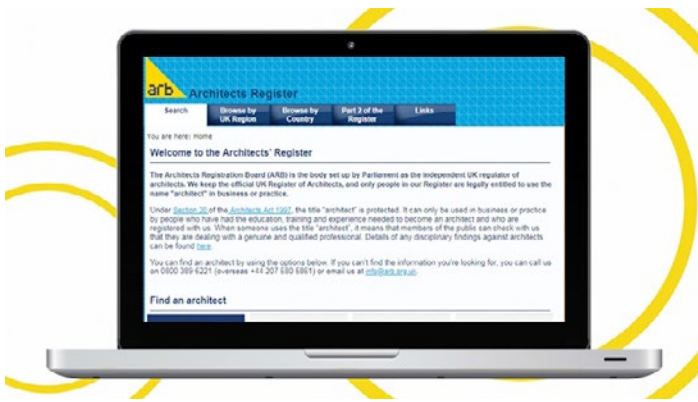 arb Architects Register
Search Browse by UK Region Browse by Country Part 2 of the Register Links
You are here: Home
Welcome to the Architects' Register
The Architects Registration Board (ARB) is the body set up by Parliament as the independent UK regulator of
architects. We keep the official UK Register of Architects, and only people in our Register are legally entitled to use the
name "architect" in business or practice.
Under Section 20 of the Architects Act 1997, the title "architect" is protected. It can only be used in business or practice
by people who have had the education, training and experience needed to become an architect and who are
registered with us. When someone uses the title "architect", it means that members of the public can check with us
that they are dealing with a genuine and qualified professional. Details of any disciplinary findings against architects
can be found here.
You can find an architect by using the options below. If you can't find the information you're looking for, you can call us
on 0800 389 6221 (overseas +44 207 580 5861) or email us at info@arb.org.uk.
Find an architect